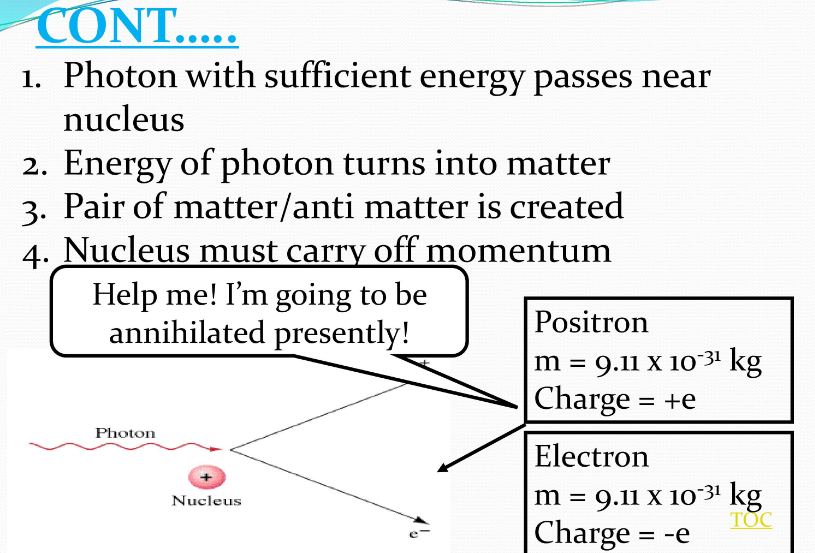 CONT.....
1. Photon with sufficient energy passes near
nucleus
2. Energy of photon turns into matter
3. Pair of matter/anti matter is created
4. Nucleus must carry off momentum
Help me! I'm going to be
annihilated presently!
Positron
m = 9.11 x 10⁻³¹ kg
Charge = +e
+
Photon
+
Nucleus
e⁻
Electron
m = 9.11 x 10⁻³¹ kg
Charge = -e
TOC